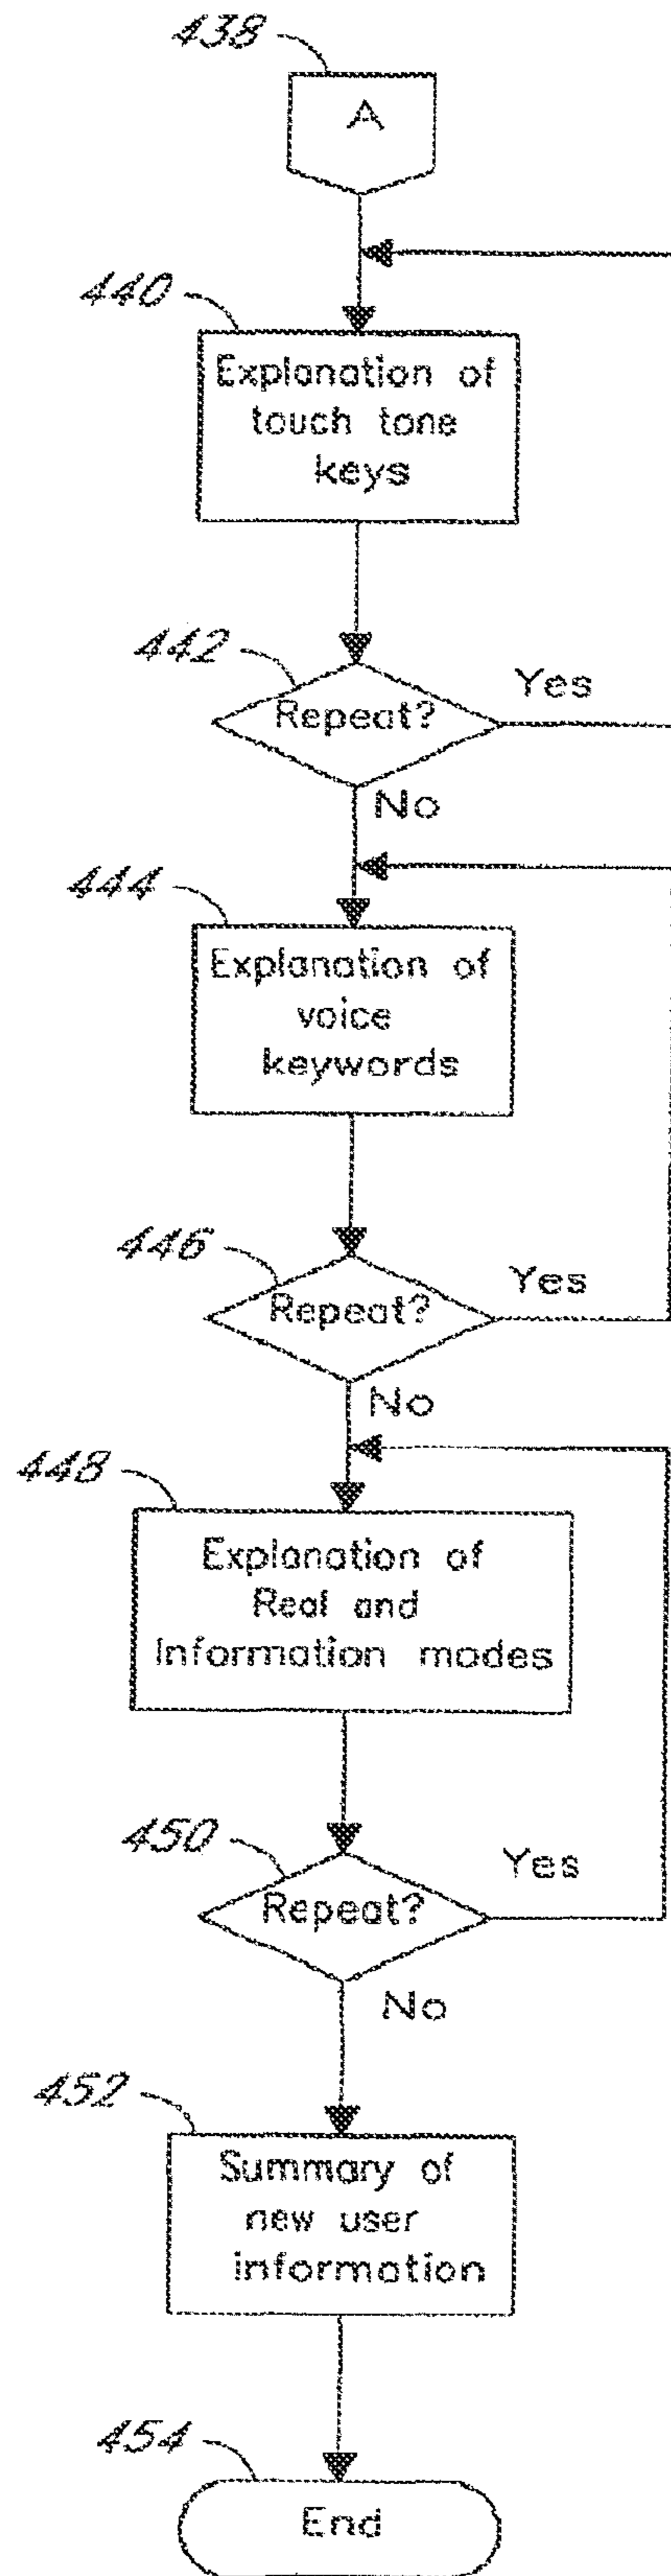 438
A
440
Explanation of
touch tone
keys
442
Repeat?
Yes
No
444
Explanation of
voice
keywords
446
Repeat?
Yes
No
448
Explanation of
Real and
Information modes
450
Repeat?
Yes
No
452
Summary of
new user
information
454
End